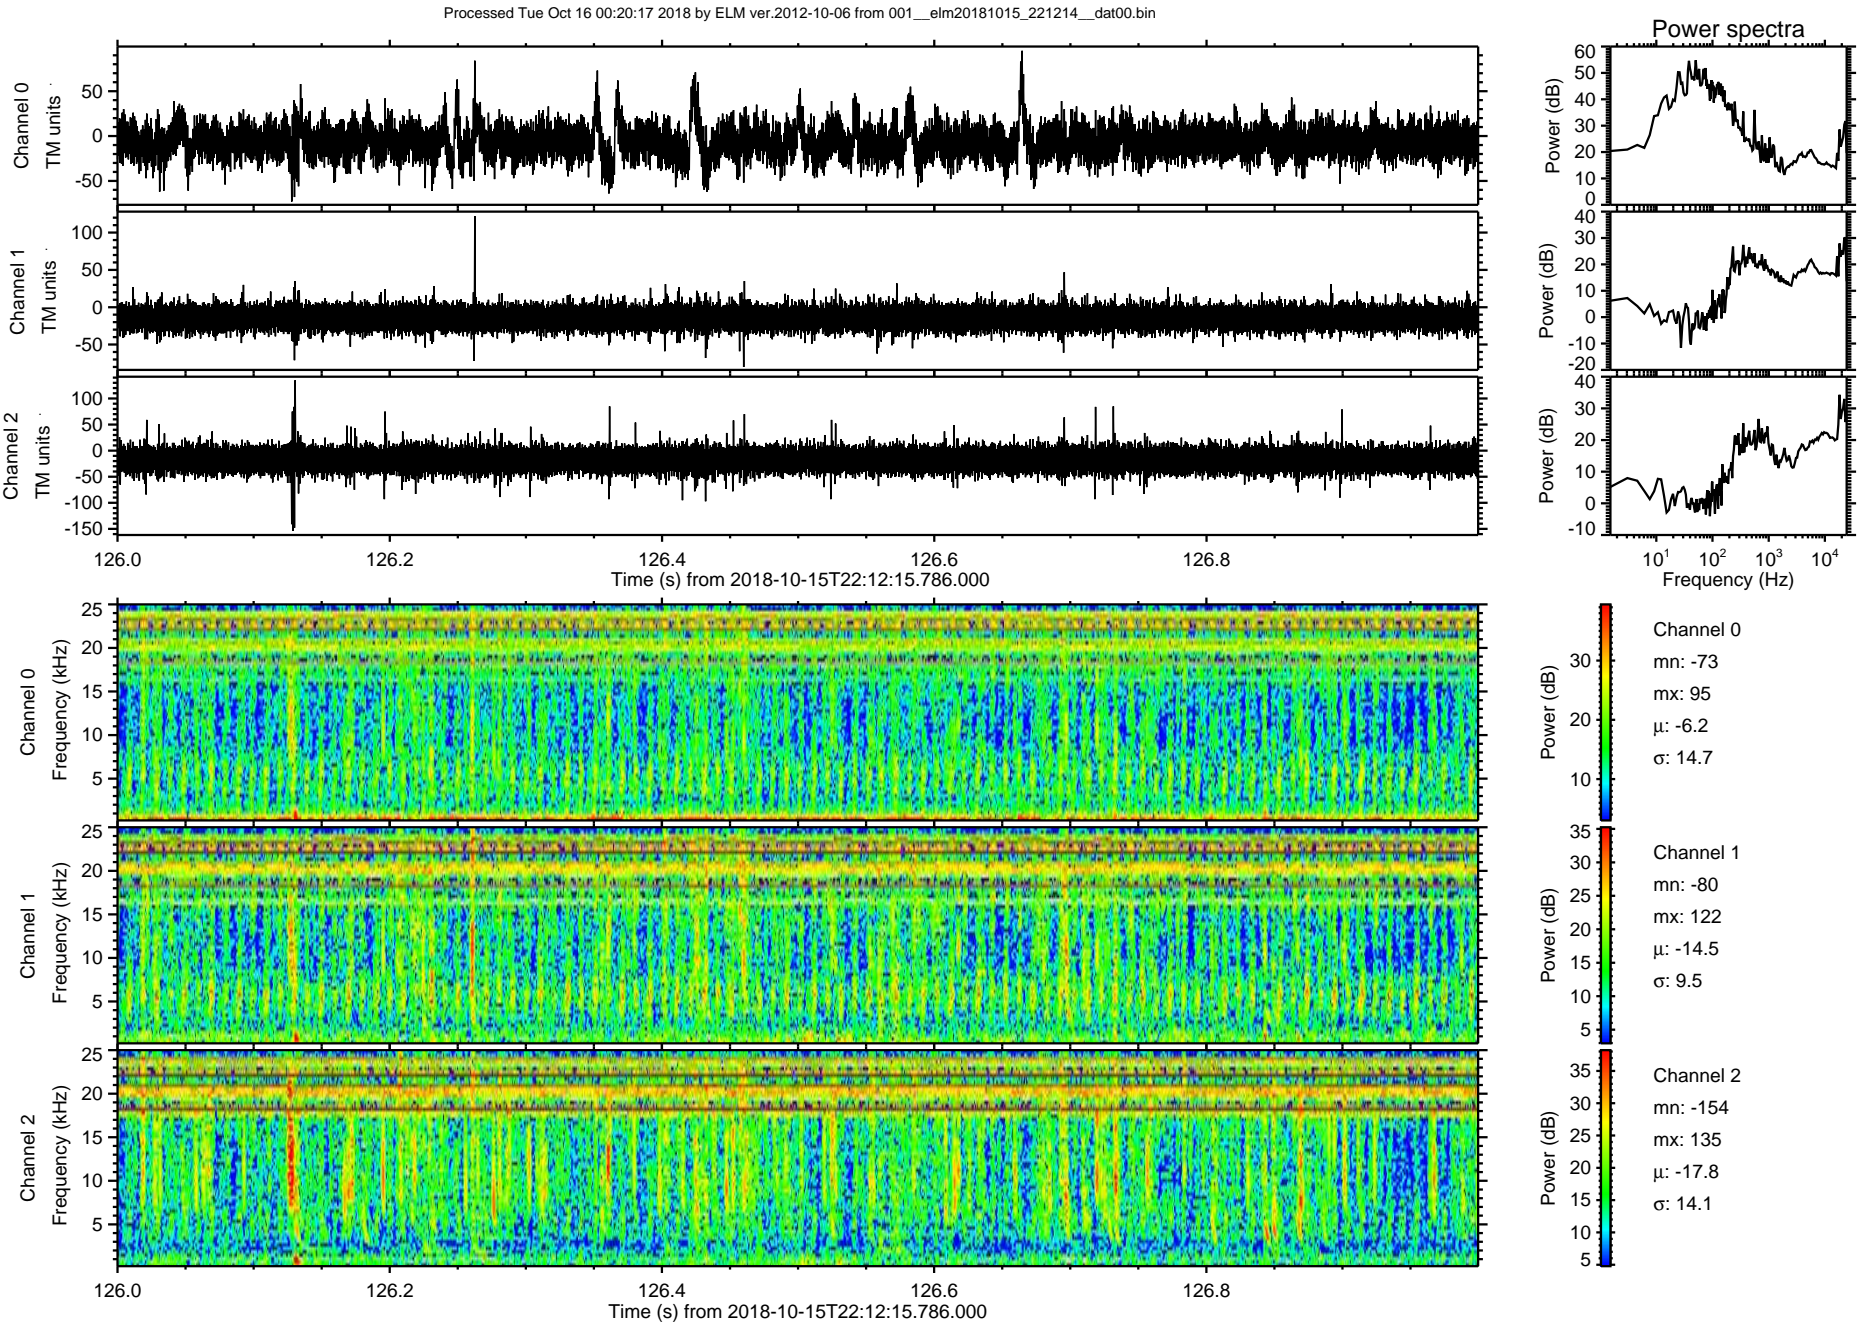 Processed Tue Oct 16 00:20:17 2018 by ELM ver.2012-10-06 from 001__elm20181015_221214__dat00.bin
Power spectra
Channel 0
TM units
50
0
-50
Power (dB)
60
50
40
30
20
10
0
Channel 1
TM units
100
50
0
-50
Power (dB)
40
30
20
10
0
-10
-20
Channel 2
TM units
100
50
0
-50
-100
-150
Power (dB)
40
30
20
10
0
-10
126.0 126.2 126.4 126.6 126.8
Time (s) from 2018-10-15T22:12:15.786.000
10¹ 10² 10³ 10⁴
Frequency (Hz)
Channel 0
Frequency (kHz)
25
20
15
10
5
Power (dB)
30
20
10
Channel 0
mn: -73
mx: 95
µ: -6.2
σ: 14.7
Channel 1
Frequency (kHz)
25
20
15
10
5
Power (dB)
35
30
25
20
15
10
5
Channel 1
mn: -80
mx: 122
µ: -14.5
σ: 9.5
Channel 2
Frequency (kHz)
25
20
15
10
5
Power (dB)
35
30
25
20
15
10
5
Channel 2
mn: -154
mx: 135
µ: -17.8
σ: 14.1
126.0 126.2 126.4 126.6 126.8
Time (s) from 2018-10-15T22:12:15.786.000